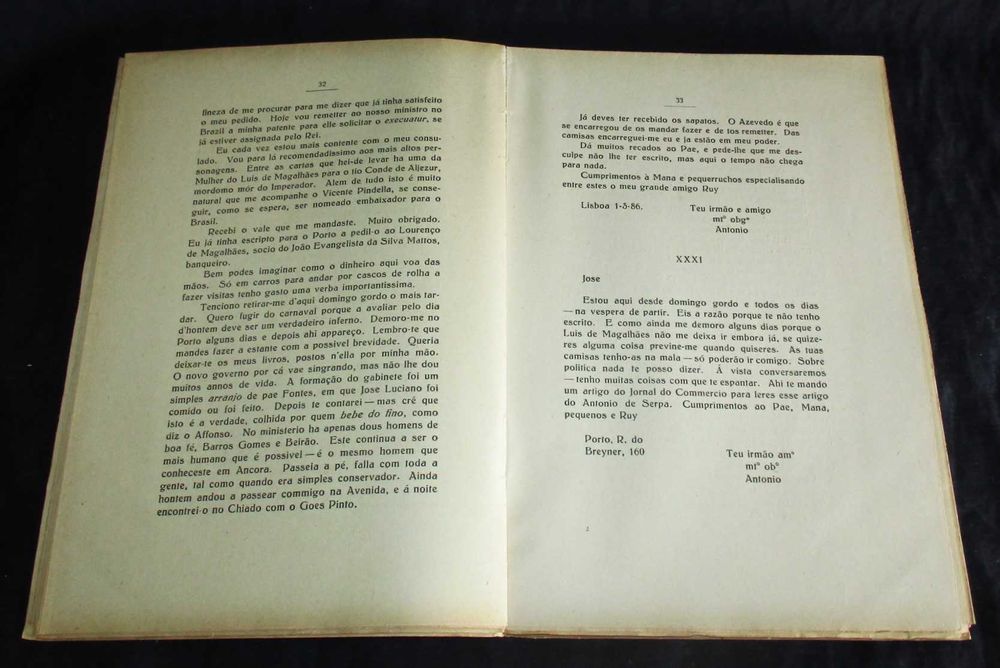 32
fineza de me procurar para me dizer que já tinha satisfeito
o meu pedido. Hoje vou remetter ao nosso ministro no
Brazil a minha patente para elle solicitar o execuatur, se
já estiver assignada pelo Rei.
Eu cada vez estou mais contente com o meu consu-
lado. Vou para lá recomendadissimo aos mais altos per-
sonagens. Entre as cartas que hei-de levar ha uma da
Mulher do Luis de Magalhães para o tio Conde de Aljezur,
mordomo mór do Imperador. Alem de tudo isto é muito
natural que me acompanhe o Vicente Pindella, se conse-
guir, como se espera, ser nomeado embaixador para o
Brasil.
Recebi o vale que me mandaste. Muito obrigado.
Eu já tinha escripto para o Porto a pedil-o ao Lourenço
de Magalhães, socio do João Evangelista da Silva Mattos,
banqueiro.
Bem podes imaginar como o dinheiro aqui voa das
mãos. Só em carros para andar por cascos de rolha a
fazer visitas tenho gasto uma verba importantissima.
Tenciono retirar-me d'aqui domingo gordo o mais tar-
dar. Quero fugir do carnaval porque a avaliar pelo dia
d'hontem deve ser um verdadeiro inferno. Demoro-me no
Porto alguns dias e depois ahi appareço. Lembro-te que
mandes fazer a estante com a possivel brevidade. Queria
deixar-te os meus livros, postos n'ella por minha mão.
O novo governo por cá vae singrando, mas não lhe dou
muitos annos de vida. A formação do gabinete foi um
simples arranjo de pae Fontes, em que Jose Luciano foi
comido ou foi feito. Depois te contarei—mas cré que
isto é a verdade, colhida por quem bebe do fino, como
diz o Affonso. No ministerio ha apenas dous homens de
boa fé, Barros Gomes e Beirão. Este continua a ser o
mais humano que é possivel—é o mesmo homem que
conheceste em Ancora. Passeia a pé, falla com toda a
gente, tal como quando era simples conservador. Ainda
hontem andou a passear commigo na Avenida, e á noite
encontrei-o no Chiado com o Goes Pinto.
33
Já deves ter recebido os sapatos. O Azevedo é que
se encarregou de os mandar fazer e de tos remetter. Das
camisas encarreguei-me eu e já estão em meu poder.
Dá muitos recados ao Pae, e pede-lhe que me des-
culpe não lhe ter escrito, mas aqui o tempo não chega
para nada.
Cumprimentos à Mana e pequerruchos especialisando
entre estes o meu grande amigo Ruy
Lisboa 1-3-86. Teu irmão e amigo
mtº obgº
Antonio
XXXI
Jose
Estou aqui desde domingo gordo e todos os dias
—na vespera de partir. Eis a razão porque te não tenho
escrito. E como ainda me demoro alguns dias porque o
Luis de Magalhães não me deixa ir embora já, se quize-
res alguma coisa previne-me quando quiseres. As tuas
camisas tenho-as na mala—só poderão ir comigo. Sobre
politica nada te posso dizer. Á vista conversaremos
—tenho muitas coisas com que te espantar. Ahi te mando
um artigo do Jornal do Commercio para leres esse artigo
do Antonio de Serpa. Cumprimentos ao Pae, Mana,
pequenos e Ruy
Porto, R. do
Breyner, 160 Teu irmão amº
mtº obº
Antonio